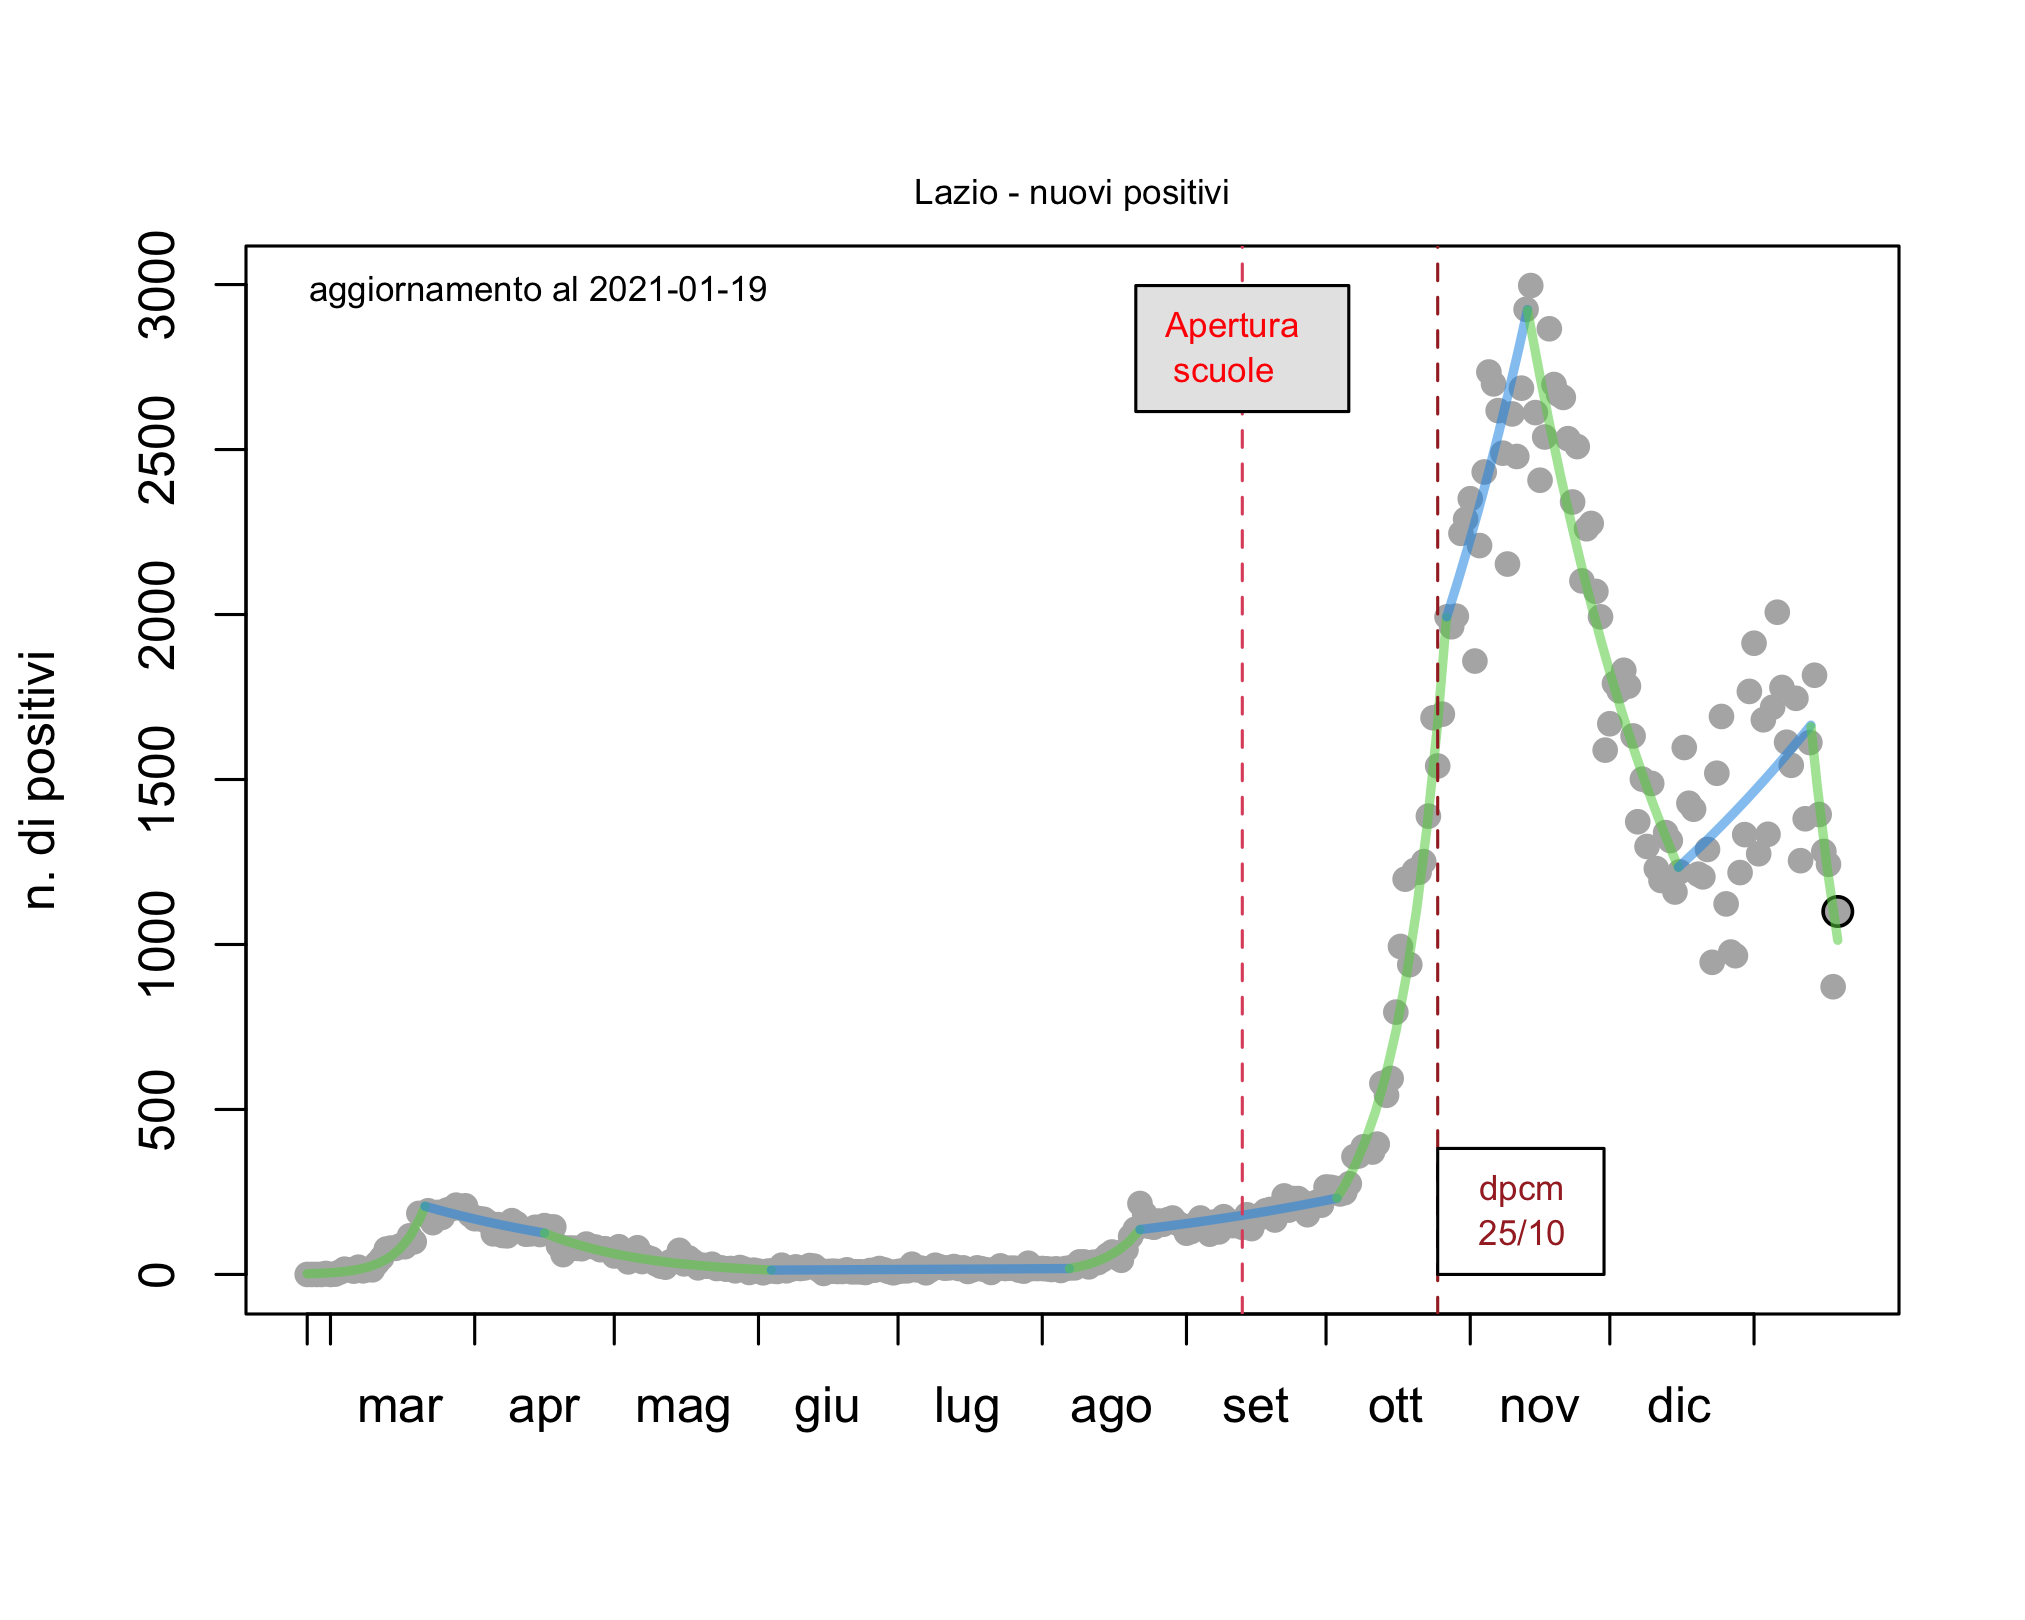 Lazio - nuovi positivi
aggiornamento al 2021-01-19
Apertura
scuole
dpcm
25/10
n. di positivi
3000
2500
2000
1500
1000
500
0
mar apr mag giu lug ago set ott nov dic